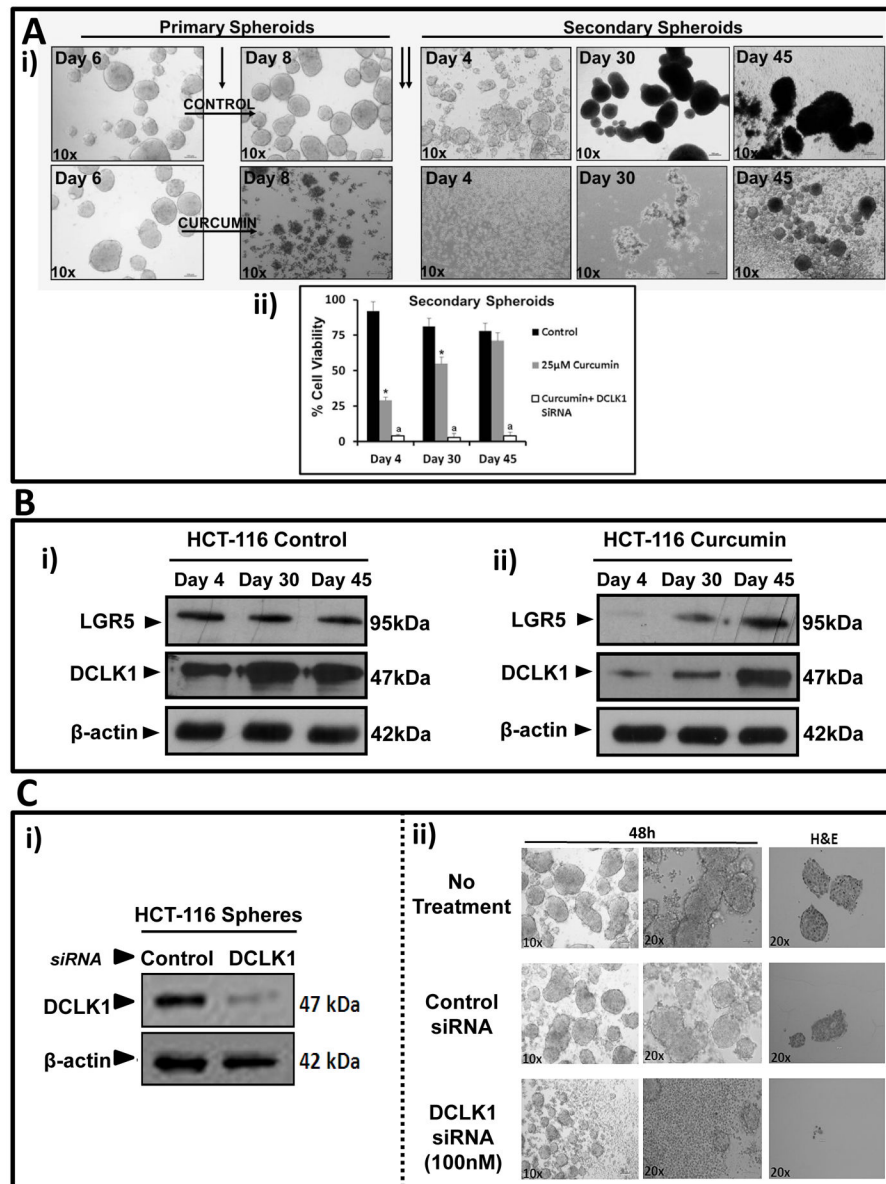 A
Primary Spheroids
Secondary Spheroids
i)
Day 6
Day 8
Day 4
Day 30
Day 45
CONTROL
10x
10x
10x
10x
10x
Day 6
Day 8
Day 4
Day 30
Day 45
CURCUMIN
10x
10x
10x
10x
10x
ii)
Secondary Spheroids
% Cell Viability
100
75
50
25
0
* a
* a
a
Day 4 Day 30 Day 45
Control
25µM Curcumin
Curcumin+ DCLK1
SiRNA
B
i)
HCT-116 Control
Day 4 Day 30 Day 45
LGR5 95kDa
DCLK1 47kDa
β-actin 42kDa
ii)
HCT-116 Curcumin
Day 4 Day 30 Day 45
LGR5 95kDa
DCLK1 47kDa
β-actin 42kDa
C
i)
HCT-116 Spheres
siRNA Control DCLK1
DCLK1 47 kDa
β-actin 42 kDa
ii)
48h
H&E
No
Treatment
10x
20x
20x
Control
siRNA
10x
20x
20x
DCLK1
siRNA
(100nM)
10x
20x
20x